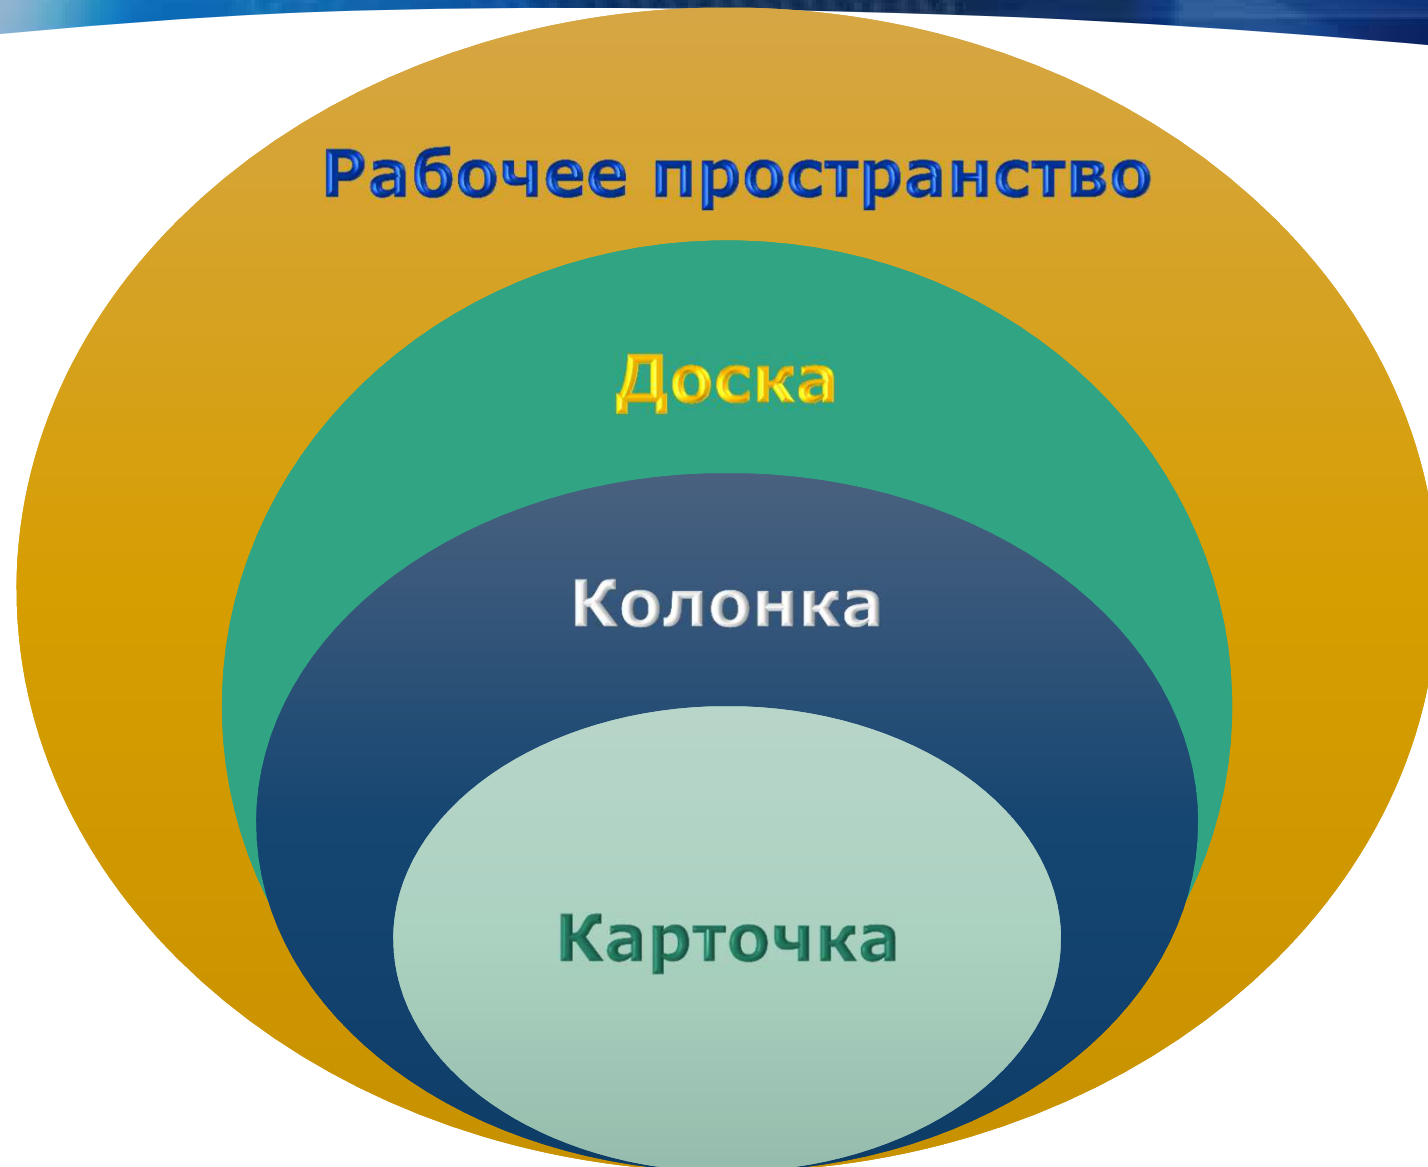 Рабочее пространство
Доска
Колонка
Карточка